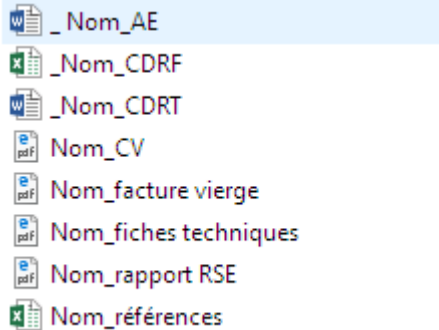 _ Nom_AE
_Nom_CDRF
_Nom_CDRT
Nom_CV
Nom_facture vierge
Nom_fiches techniques
Nom_rapport RSE
Nom_références